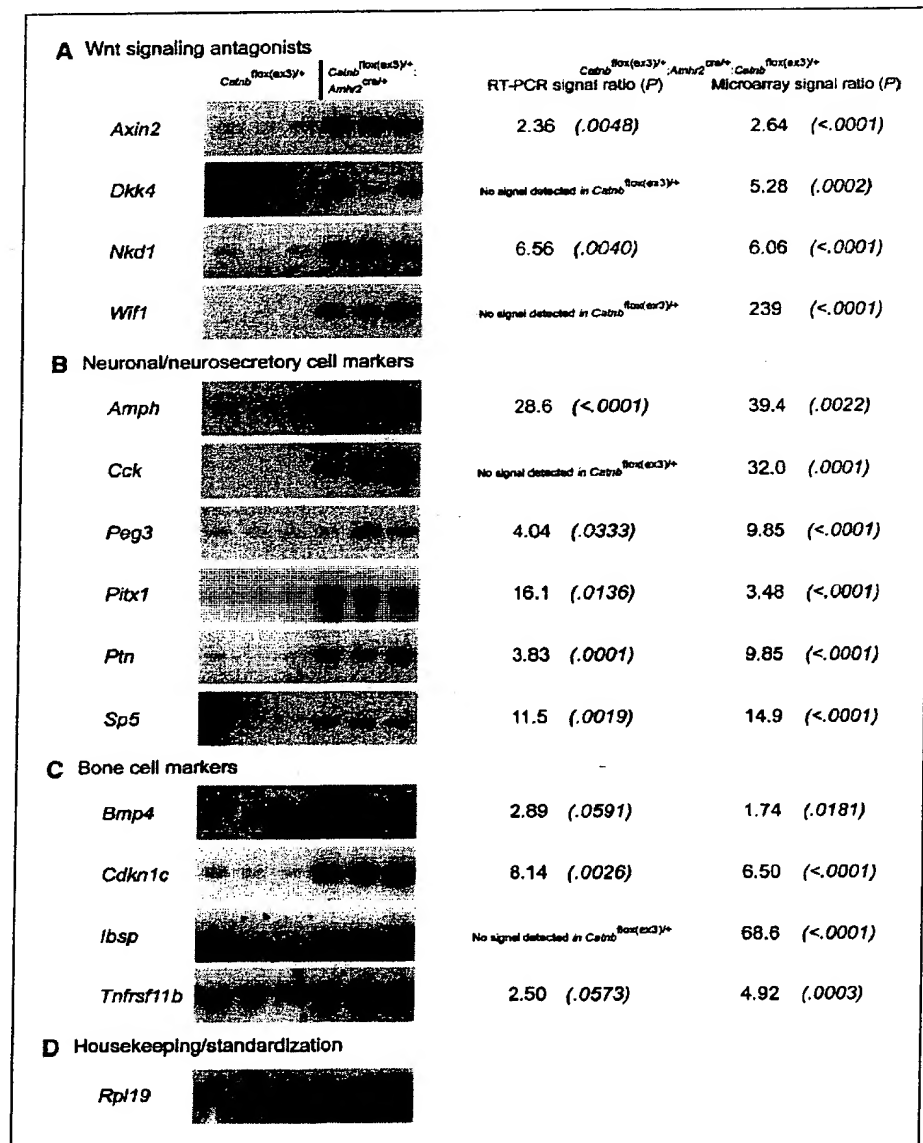 A Wnt signaling antagonists
Catnb flox(ex3)/+
Catnb flox(ex3)/+;
Amhr2 cre/+
Catnb flox(ex3)/+;Amhr2 cre/+:Catnb flox(ex3)/+
RT-PCR signal ratio (P) Microarray signal ratio (P)
Axin2 2.36 (.0048) 2.64 (<.0001)
Dkk4 No signal detected in Catnb flox(ex3)/+ 5.28 (.0002)
Nkd1 6.56 (.0040) 6.06 (<.0001)
Wif1 No signal detected in Catnb flox(ex3)/+ 239 (<.0001)
B Neuronal/neurosecretory cell markers
Amph 28.6 (<.0001) 39.4 (.0022)
Cck No signal detected in Catnb flox(ex3)/+ 32.0 (.0001)
Peg3 4.04 (.0333) 9.85 (<.0001)
Pitx1 16.1 (.0136) 3.48 (<.0001)
Ptn 3.83 (.0001) 9.85 (<.0001)
Sp5 11.5 (.0019) 14.9 (<.0001)
C Bone cell markers
Bmp4 2.89 (.0591) 1.74 (.0181)
Cdkn1c 8.14 (.0026) 6.50 (<.0001)
Ibsp No signal detected in Catnb flox(ex3)/+ 68.6 (<.0001)
Tnfrsf11b 2.50 (.0573) 4.92 (.0003)
D Housekeeping/standardization
Rpl19